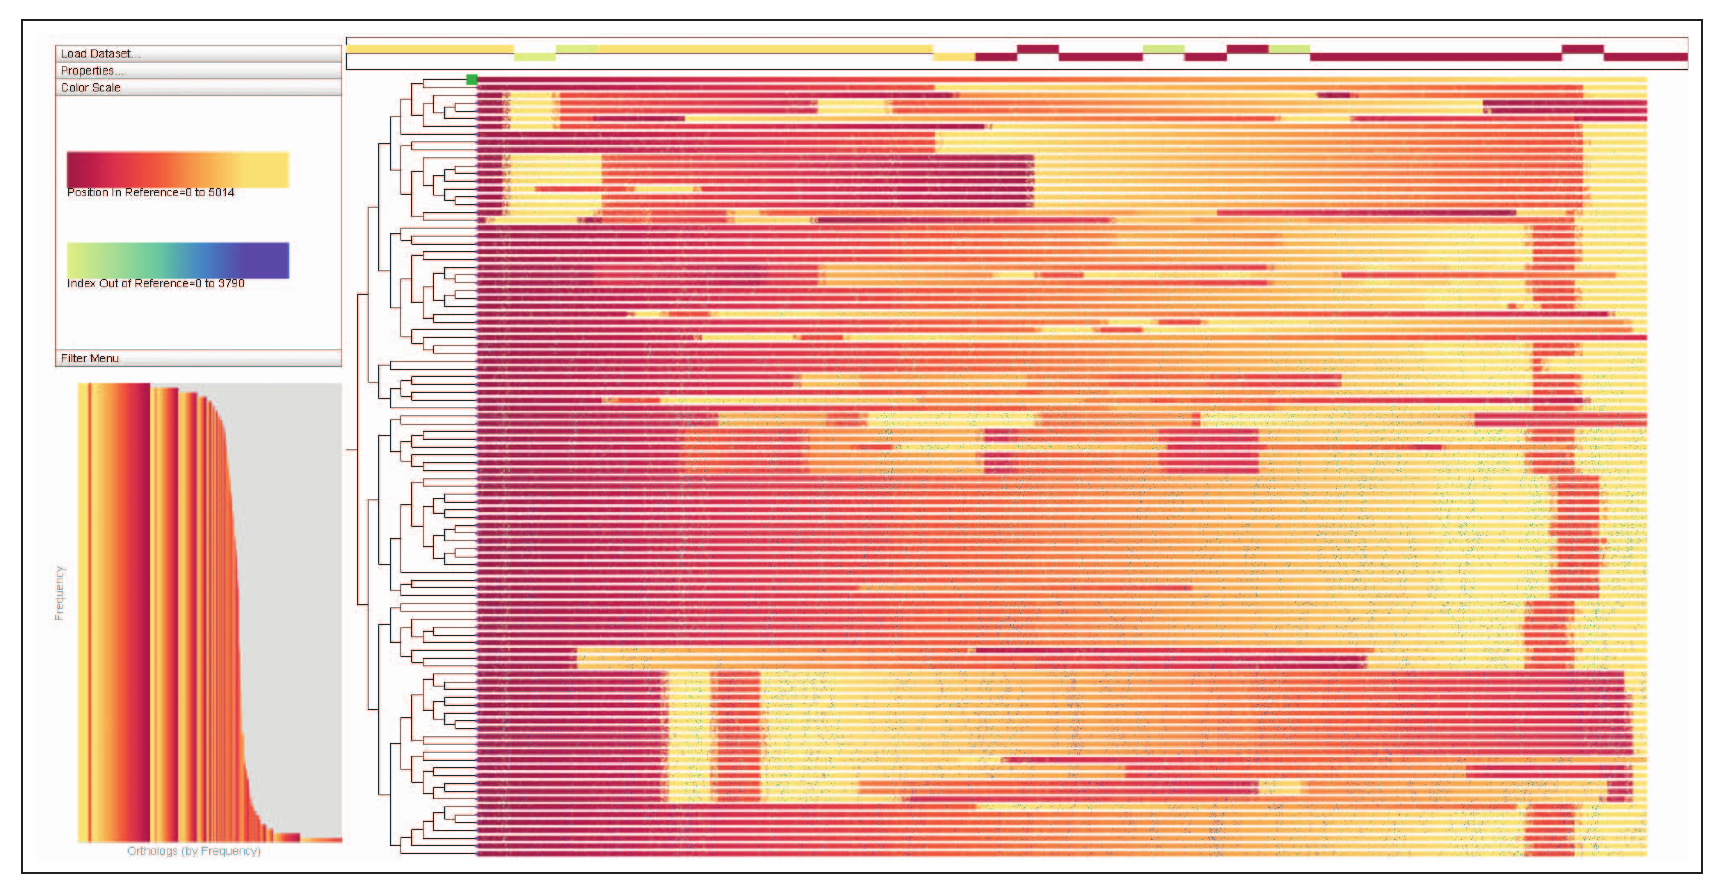 Load Dataset...
Properties...
Color Scale
Position In Reference=0 to 5014
Index Out of Reference=0 to 3790
Filter Menu
Frequency
Orthologs (by Frequency)